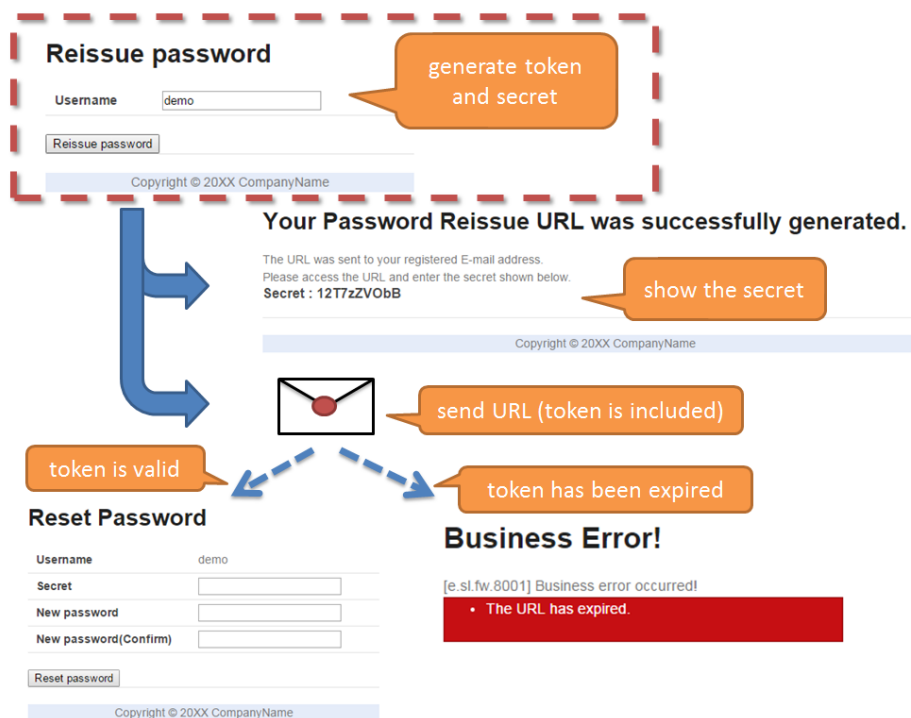 Reissue password
generate token
and secret
Username demo
Reissue password
Copyright © 20XX CompanyName
Your Password Reissue URL was successfully generated.
The URL was sent to your registered E-mail address.
Please access the URL and enter the secret shown below.
Secret : 12T7zZVObB
show the secret
Copyright © 20XX CompanyName
send URL (token is included)
token is valid
token has been expired
Reset Password
Username demo
Secret
New password
New password(Confirm)
Reset password
Copyright © 20XX CompanyName
Business Error!
[e.sl.fw.8001] Business error occurred!
• The URL has expired.